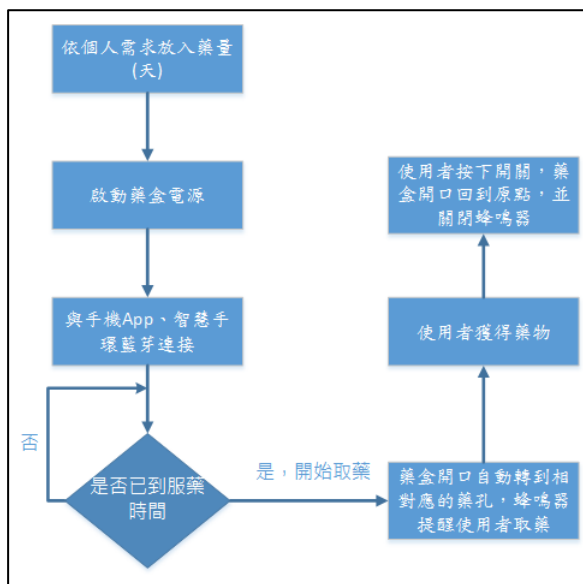 依個人需求放入藥量
(天)
啟動藥盒電源
與手機App、智慧手
環藍芽連接
否
是否已到服藥
時間
是，開始取藥
藥盒開口自動轉到相
對應的藥孔，蜂鳴器
提醒使用者取藥
使用者獲得藥物
使用者按下開關，藥
盒開口回到原點，並
關閉蜂鳴器